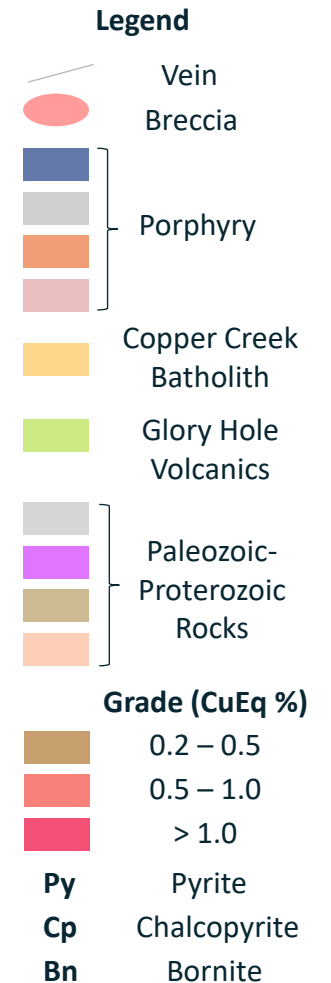 Legend
Vein
Breccia
Porphyry
Copper Creek
Batholith
Glory Hole
Volcanics
Paleozoic-
Proterozoic
Rocks
Grade (CuEq %)
0.2 – 0.5
0.5 – 1.0
> 1.0
Py Pyrite
Cp Chalcopyrite
Bn Bornite